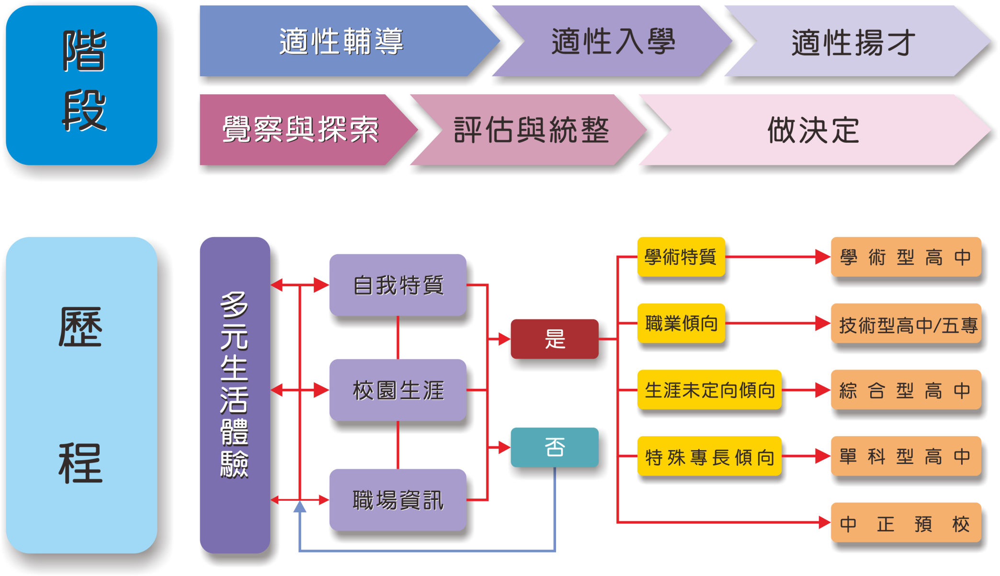 階段
適性輔導
適性入學
適性揚才
覺察與探索
評估與統整
做決定
歷程
多元生活體驗
自我特質
校園生涯
職場資訊
是
否
學術特質
學術型高中
職業傾向
技術型高中/五專
生涯未定向傾向
綜合型高中
特殊專長傾向
單科型高中
中正預校